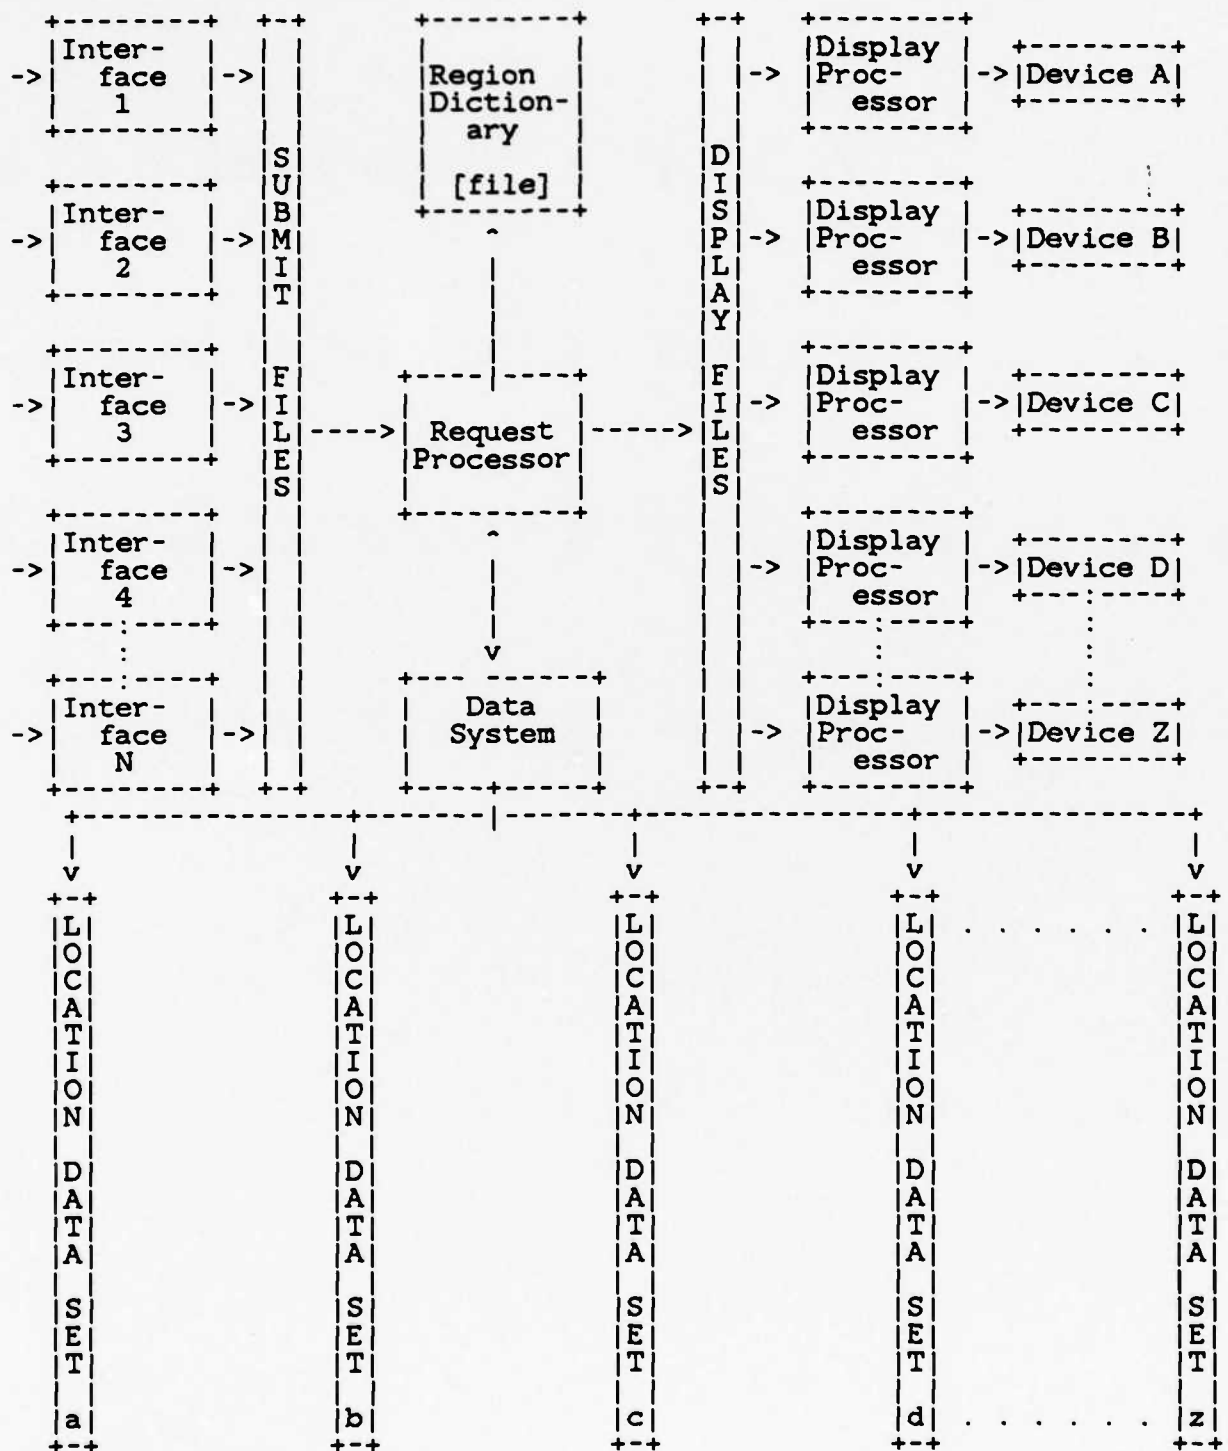 Inter-
face
1
Inter-
face
2
Inter-
face
3
Inter-
face
4
Inter-
face
N
SUBMIT FILES
Region
Diction-
ary
[file]
Request
Processor
Data
System
DISPLAY FILES
Display
Proc-
essor
Device A
Display
Proc-
essor
Device B
Display
Proc-
essor
Device C
Display
Proc-
essor
Device D
Display
Proc-
essor
Device Z
LOCATION DATA SET a
LOCATION DATA SET b
LOCATION DATA SET c
LOCATION DATA SET d
LOCATION DATA SET z